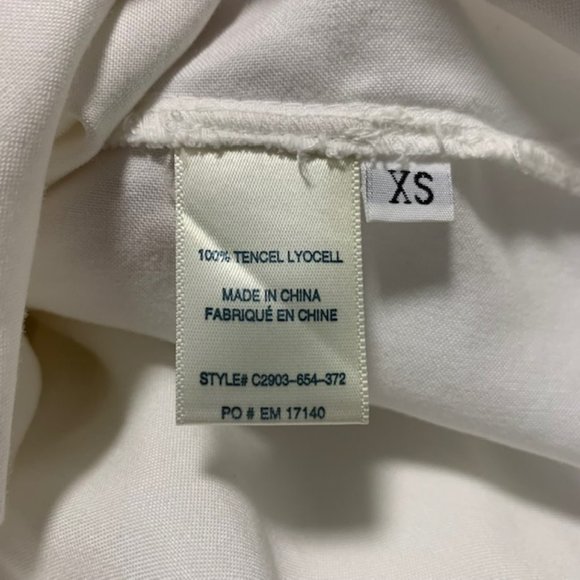 100% TENCEL LYOCELL
MADE IN CHINA
FABRIQUÉ EN CHINE
STYLE# C2903-654-372
PO # EM 17140
XS